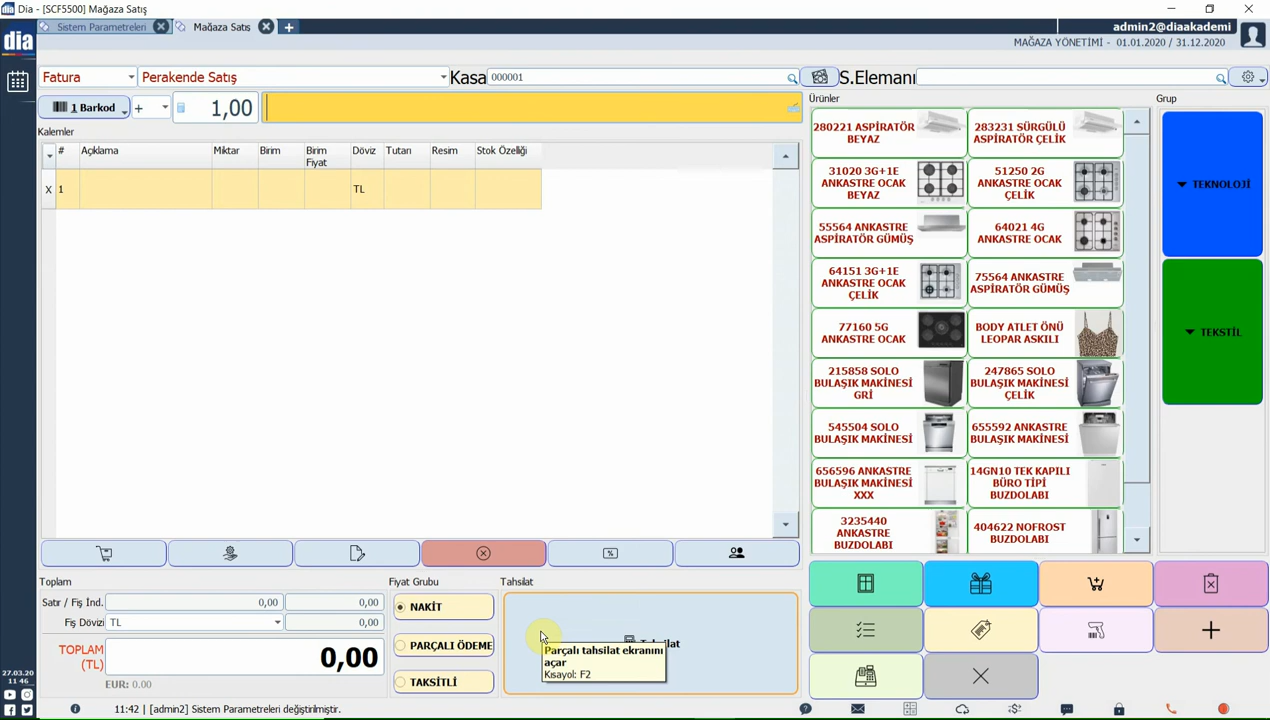 Dia - [SCF5500] Mağaza Satış
dia
Sistem Parametreleri
Mağaza Satış
admin2@diaakademi
MAĞAZA YÖNETİMİ - 01.01.2020 / 31.12.2020
Fatura
Perakende Satış
Kasa
000001
S.Elemanı
1 Barkod
+
1,00
Ürünler
Grup
Kalemler
# Açıklama Miktar Birim Birim Fiyat Döviz Tutarı Resim Stok Özelliği
X 1 TL
280221 ASPİRATÖR
BEYAZ
283231 SÜRGÜLÜ
ASPİRATÖR ÇELİK
31020 3G+1E
ANKASTRE OCAK
BEYAZ
51250 2G
ANKASTRE OCAK
ÇELİK
55564 ANKASTRE
ASPİRATÖR GÜMÜŞ
64021 4G
ANKASTRE OCAK
64151 3G+1E
ANKASTRE OCAK
ÇELİK
75564 ANKASTRE
ASPİRATÖR GÜMÜŞ
77160 5G
ANKASTRE OCAK
BODY ATLET ÖNÜ
LEOPAR ASKILI
215858 SOLO
BULAŞIK MAKİNESİ
GRİ
247865 SOLO
BULAŞIK MAKİNESİ
ÇELİK
545504 SOLO
BULAŞIK MAKİNESİ
655592 ANKASTRE
BULAŞIK MAKİNESİ
656596 ANKASTRE
BULAŞIK MAKİNESİ
XXX
14GN10 TEK KAPILI
BÜRO TİPİ
BUZDOLABI
3235440
ANKASTRE
BUZDOLABI
404622 NOFROST
BUZDOLABI
TEKNOLOJİ
TEKSTİL
Toplam
Satır / Fiş İnd. 0,00 0,00
Fiş Dövizi TL 0,00
TOPLAM
(TL)
0,00
EUR: 0.00
Fiyat Grubu
NAKİT
PARÇALI ÖDEME
TAKSİTLİ
Tahsilat
Parçalı tahsilat ekranını
açar
Kısayol: F2
27.03.20
11 46
11:42 | [admin2] Sistem Parametreleri değiştirilmiştir.